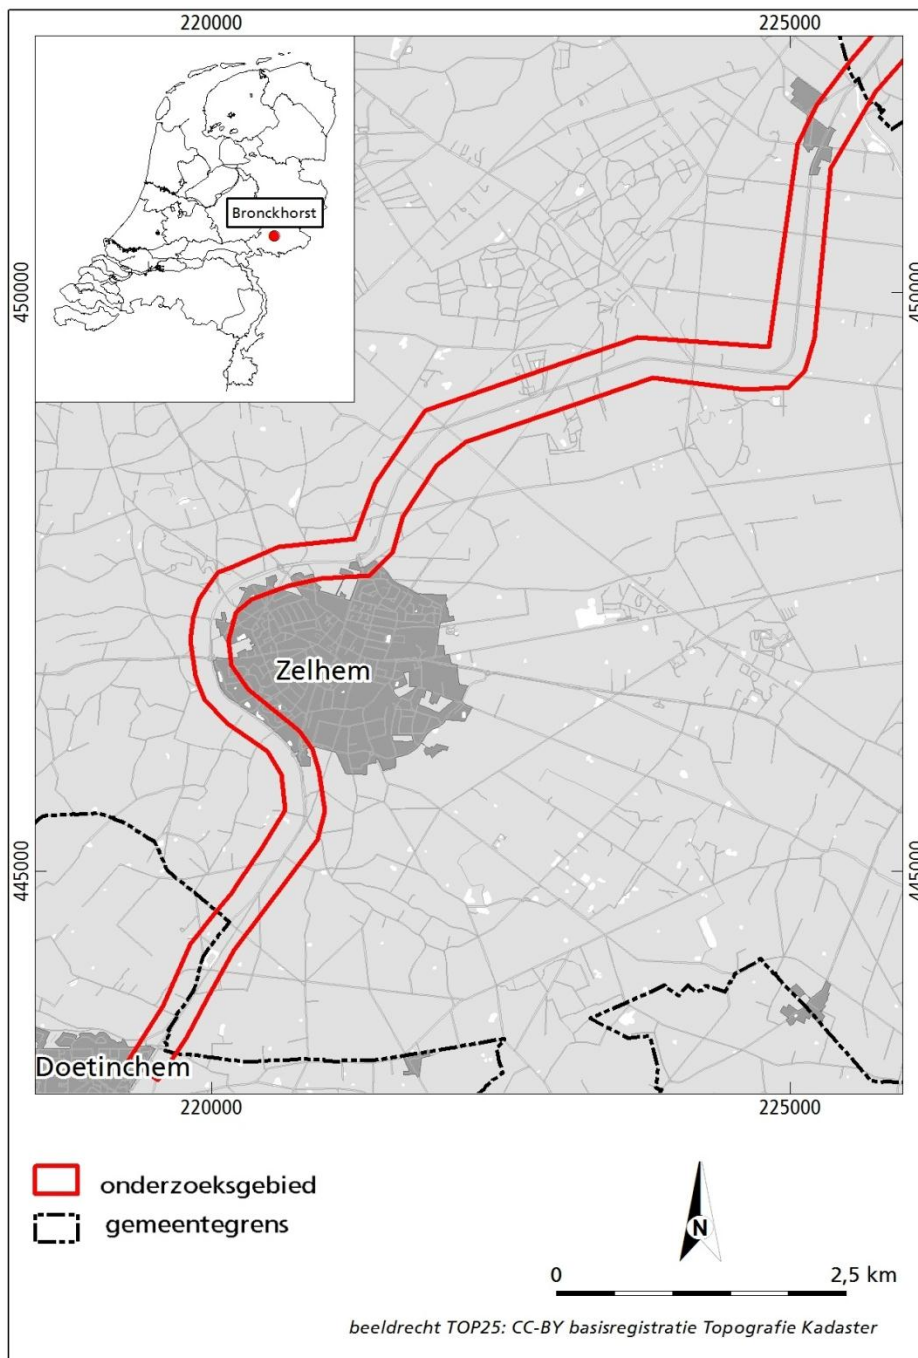 220000 225000
Bronckhorst
450000 450000
Zelhem
445000 445000
Doetinchem
220000 225000
onderzoeksgebied
gemeentegrens
N
0 2,5 km
beeldrecht TOP25: CC-BY basisregistratie Topografie Kadaster